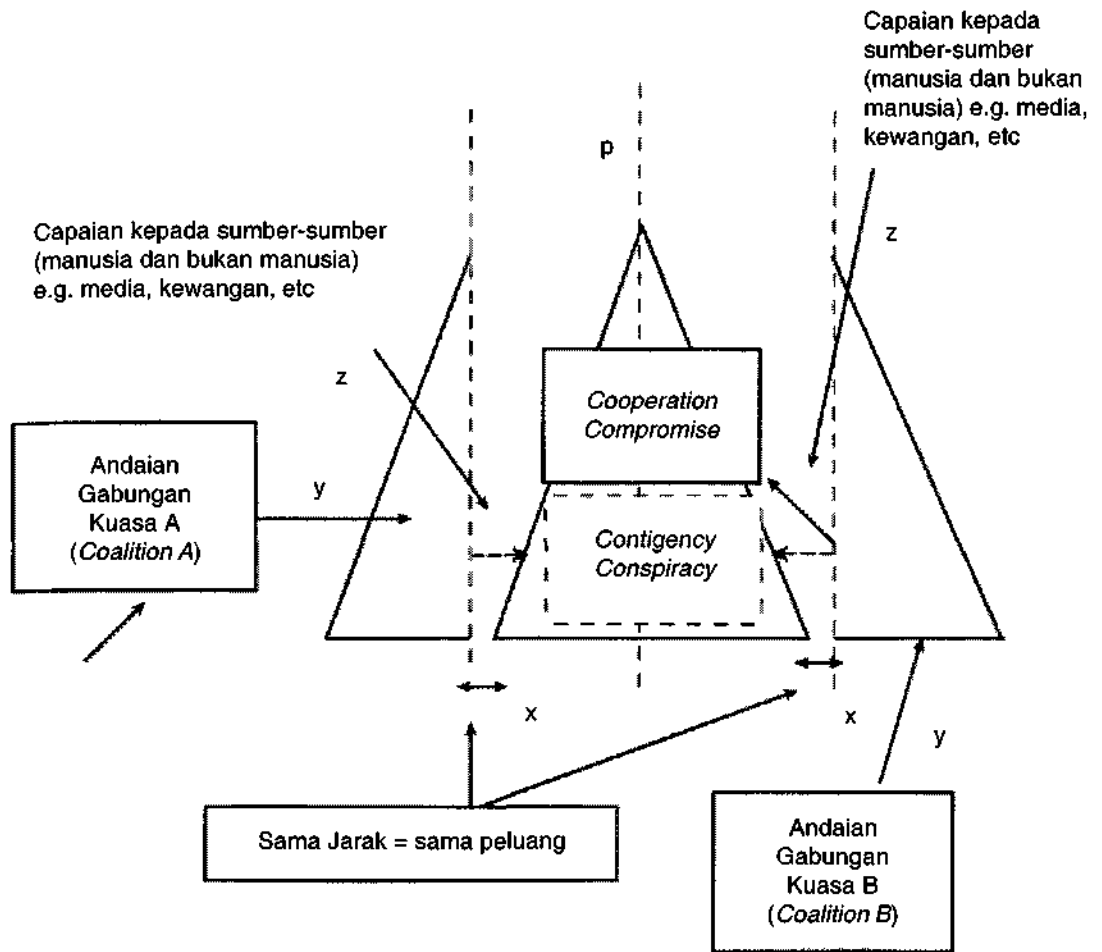 Capaian kepada
sumber-sumber
(manusia dan bukan
manusia) e.g. media,
kewangan, etc
p
z
Capaian kepada sumber-sumber
(manusia dan bukan manusia)
e.g. media, kewangan, etc
z
Cooperation
Compromise
Andaian
Gabungan
Kuasa A
(Coalition A)
y
Contigency
Conspiracy
x
x
y
Sama Jarak = sama peluang
Andaian
Gabungan
Kuasa B
(Coalition B)